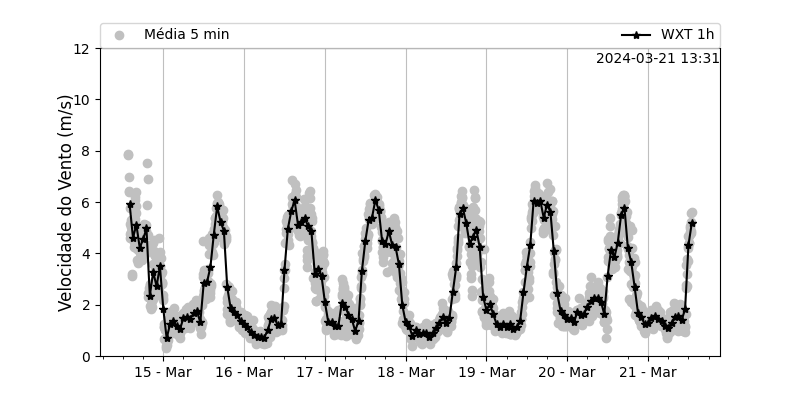 Média 5 min
WXT 1h
2024-03-21 13:31
Velocidade do Vento (m/s)
12
10
8
6
4
2
0
15 - Mar
16 - Mar
17 - Mar
18 - Mar
19 - Mar
20 - Mar
21 - Mar